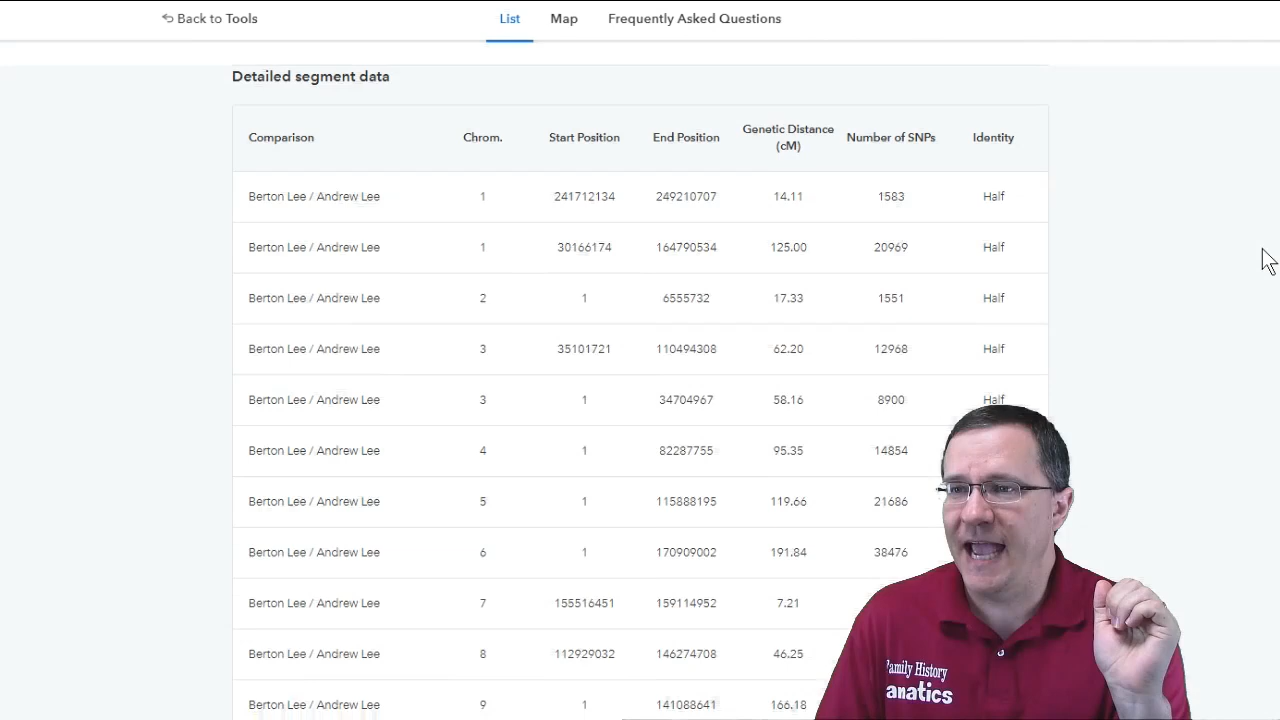 Back to Tools
List
Map
Frequently Asked Questions
Detailed segment data
Comparison Chrom. Start Position End Position Genetic Distance (cM) Number of SNPs Identity
Berton Lee / Andrew Lee 1 241712134 249210707 14.11 1583 Half
Berton Lee / Andrew Lee 1 30166174 164790534 125.00 20969 Half
Berton Lee / Andrew Lee 2 1 6555732 17.33 1551 Half
Berton Lee / Andrew Lee 3 35101721 110494308 62.20 12968 Half
Berton Lee / Andrew Lee 3 1 34704967 58.16 8900 Half
Berton Lee / Andrew Lee 4 1 82287755 95.35 14854
Berton Lee / Andrew Lee 5 1 115888195 119.66 21686
Berton Lee / Andrew Lee 6 1 170909002 191.84 38476
Berton Lee / Andrew Lee 7 155516451 159114952 7.21
Berton Lee / Andrew Lee 8 112929032 146274708 46.25
Berton Lee / Andrew Lee 9 1 141088641 166.18
Family History
anatics